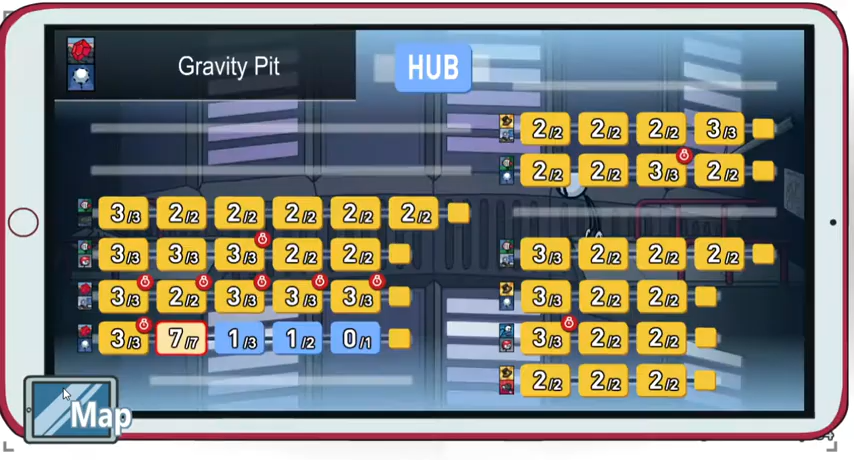 Gravity Pit
HUB
2/2 2/2 2/2 3/3
2/2 2/2 3/3 2/2
3/3 2/2 2/2 2/2 2/2 2/2
3/3 3/3 3/3 2/2 2/2
3/3 2/2 2/2 2/2
3/3 2/2 3/3 3/3 3/3
3/3 2/2 2/2
3/3 7/7 1/3 1/2 0/1
3/3 2/2 2/2
2/2 2/2 2/2
Map